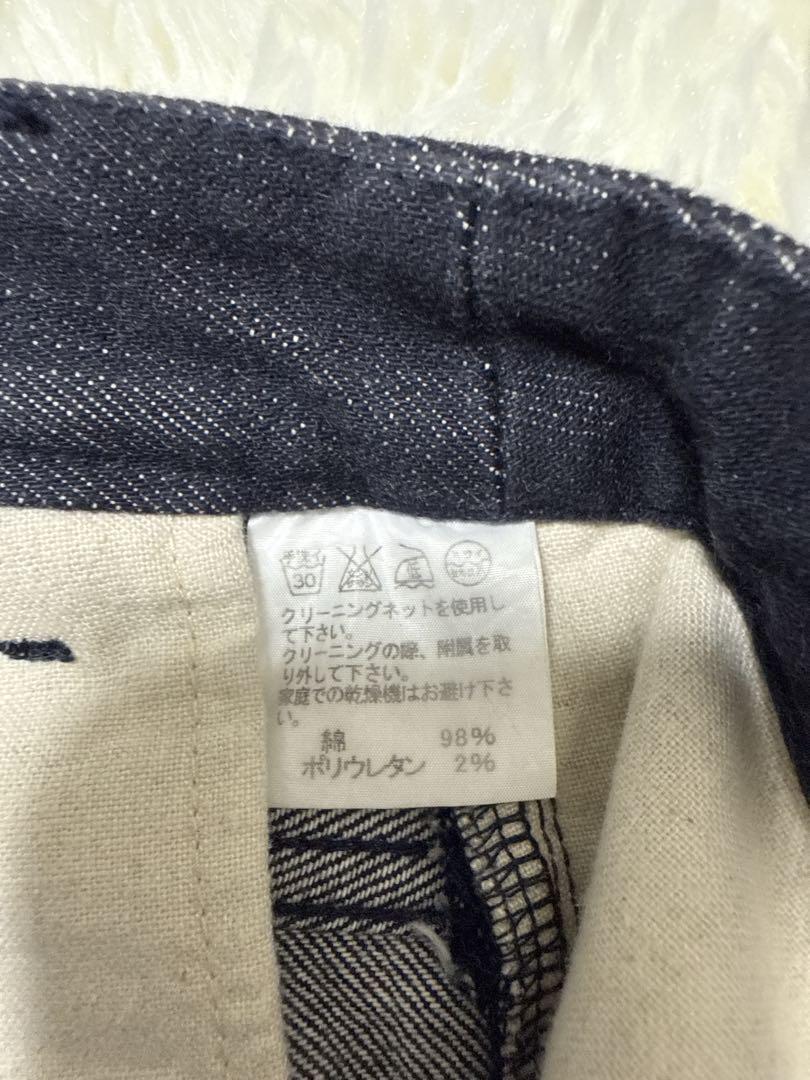 手洗イ
30
低
クリーニングネットを使用し
て下さい。
クリーニングの際、附属を取
り外して下さい。
家庭での乾燥機はお避け下さ
い。
綿 98%
ポリウレタン 2%